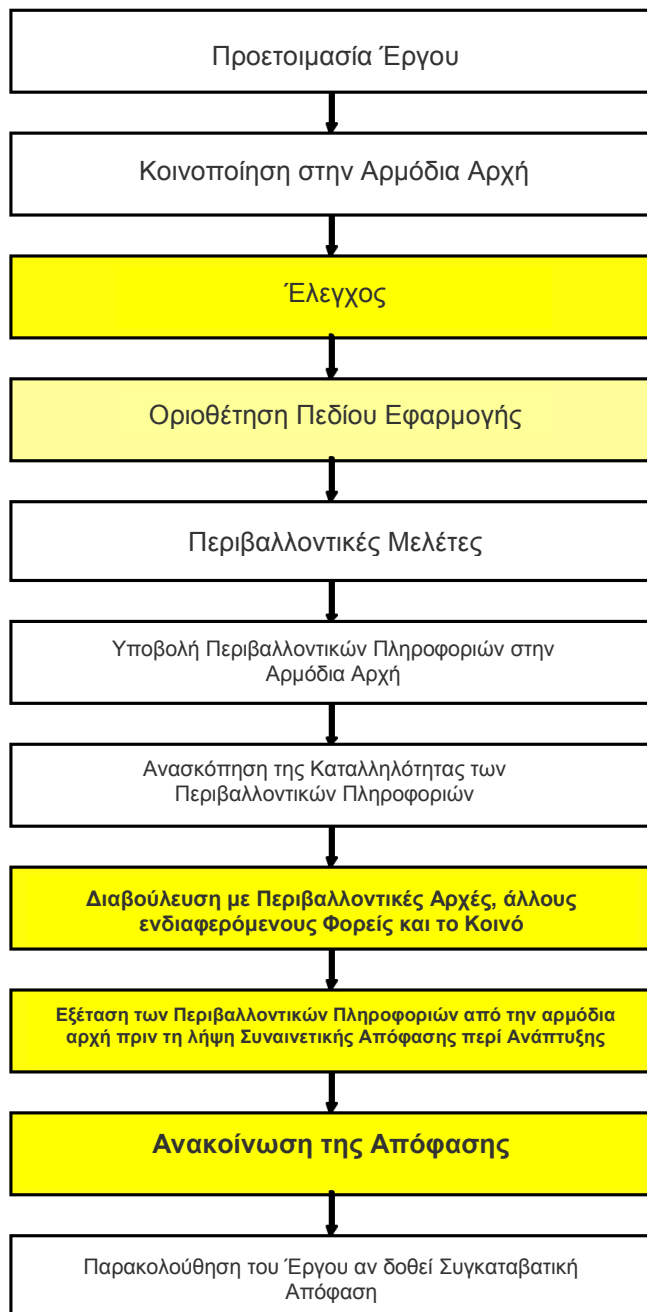 Προετοιμασία Έργου
Κοινοποίηση στην Αρμόδια Αρχή
Έλεγχος
Οριοθέτηση Πεδίου Εφαρμογής
Περιβαλλοντικές Μελέτες
Υποβολή Περιβαλλοντικών Πληροφοριών στην
Αρμόδια Αρχή
Ανασκόπηση της Καταλληλότητας των
Περιβαλλοντικών Πληροφοριών
Διαβούλευση με Περιβαλλοντικές Αρχές, άλλους
ενδιαφερόμενους Φορείς και το Κοινό
Εξέταση των Περιβαλλοντικών Πληροφοριών από την αρμόδια
αρχή πριν τη λήψη Συναινετικής Απόφασης περί Ανάπτυξης
Ανακοίνωση της Απόφασης
Παρακολούθηση του Έργου αν δοθεί Συγκαταβατική
Απόφαση